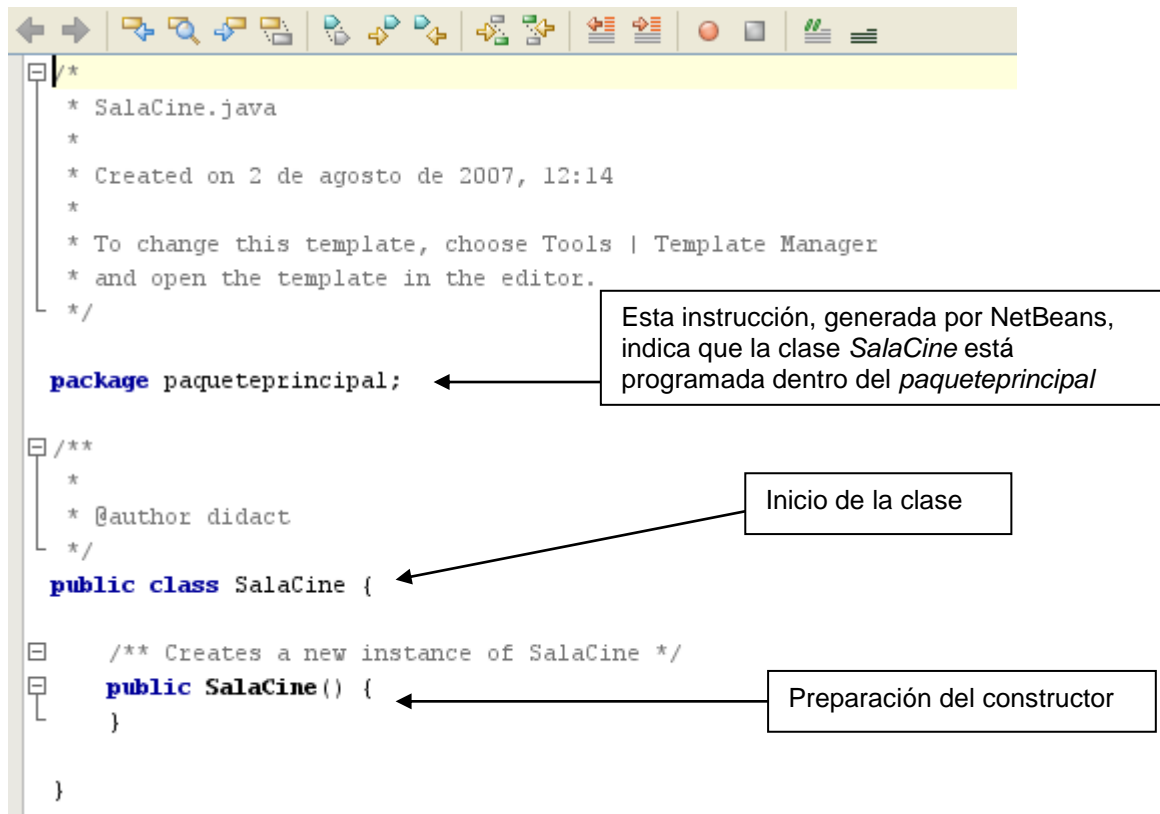 /*
* SalaCine.java
*
* Created on 2 de agosto de 2007, 12:14
*
* To change this template, choose Tools | Template Manager
* and open the template in the editor.
*/
Esta instrucción, generada por NetBeans,
indica que la clase SalaCine está
programada dentro del paqueteprincipal
package paqueteprincipal;
/**
*
* @author didact
*/
Inicio de la clase
public class SalaCine {
/** Creates a new instance of SalaCine */
public SalaCine() {
Preparación del constructor
}
}